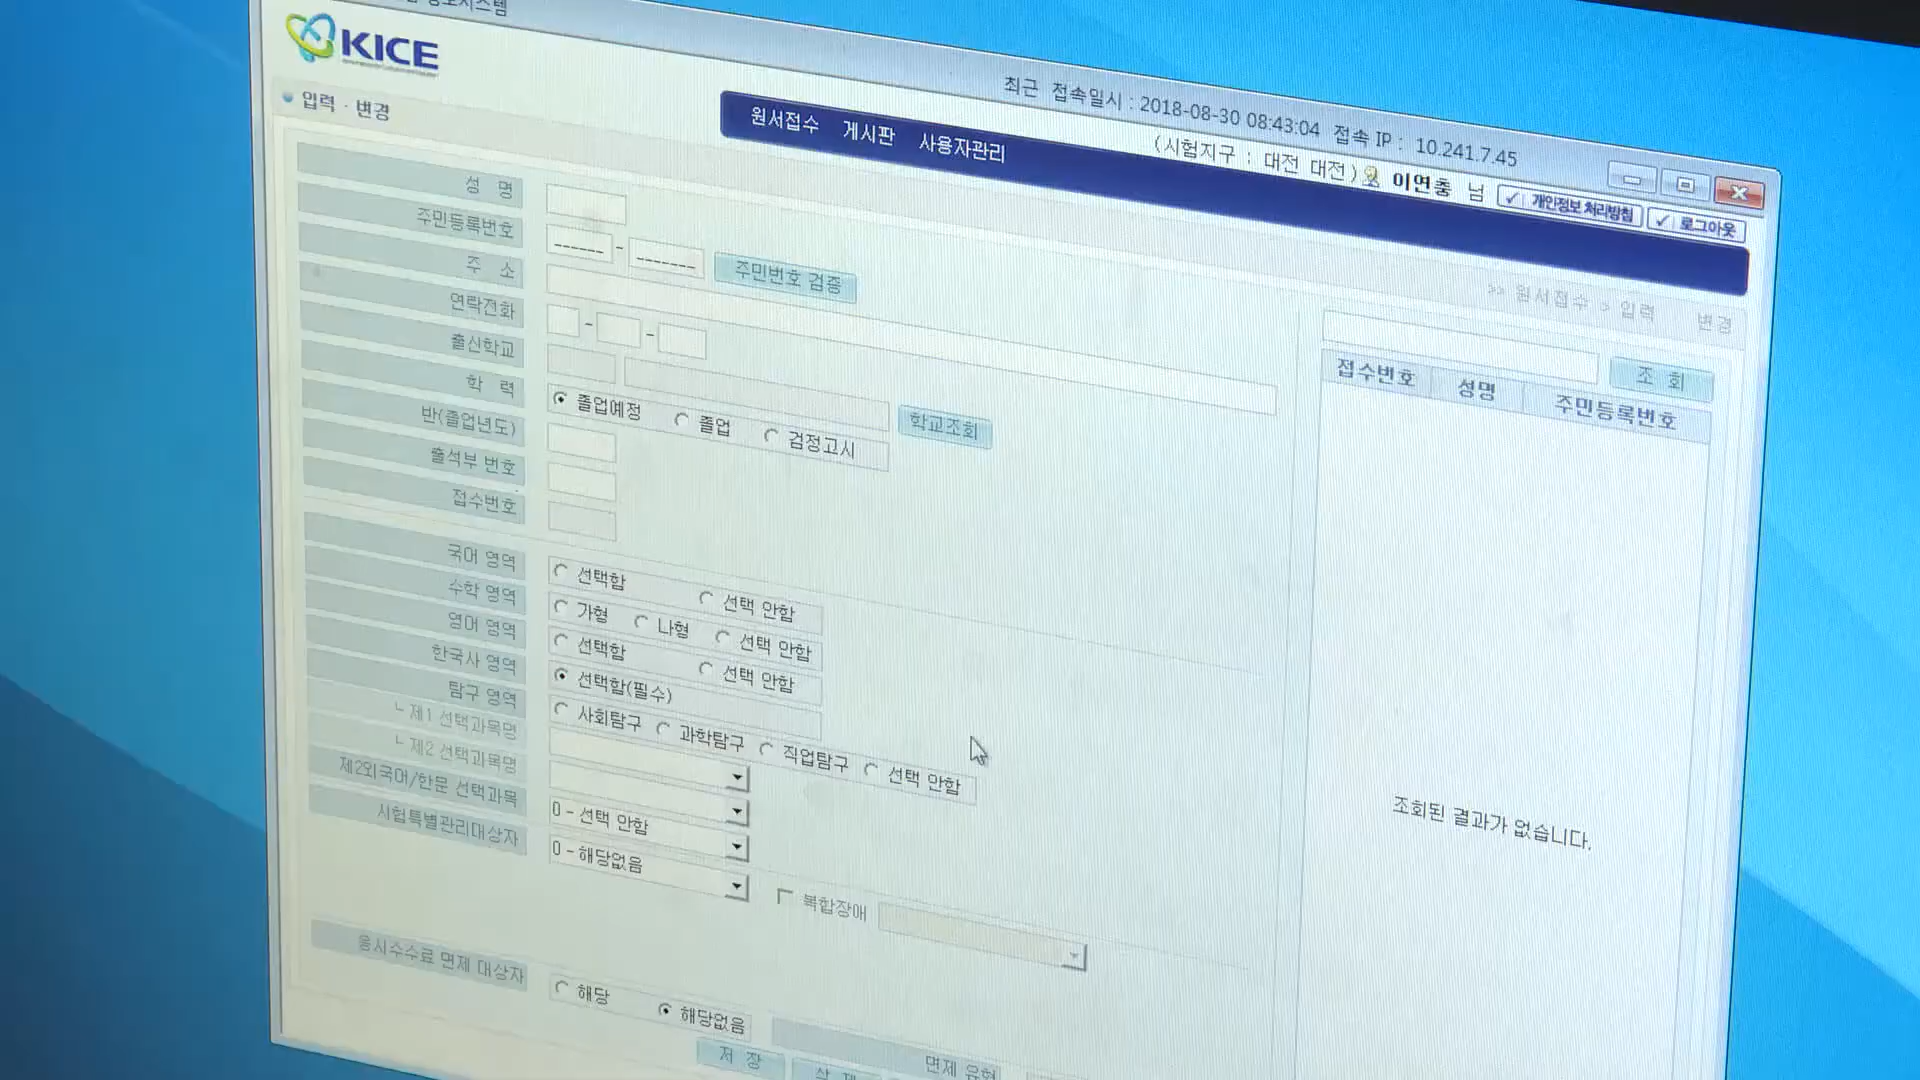 KICE
최근 접속일시 : 2018-08-30 08:43:04 접속 IP : 10.241.7.45
입력 · 변경
원서접수 게시판 사용자관리
(시험지구 : 대전 대전) 이연충 님 개인정보 처리방침 로그아웃
>> 원서접수 > 입력 변경
성 명
주민등록번호 ______ - _______ 주민번호 검증
주 소
연락전화 - -
출신학교 학교조회
학 력 졸업예정 졸업 검정고시
반(졸업년도)
출석부 번호
접수번호
국어 영역 선택함 선택 안함
수학 영역 가형 나형 선택 안함
영어 영역 선택함 선택 안함
한국사 영역 선택함(필수)
탐구 영역 사회탐구 과학탐구 직업탐구 선택 안함
ㄴ제1 선택과목명
ㄴ제2 선택과목명
제2외국어/한문 선택과목 0 - 선택 안함
시험특별관리대상자 0 - 해당없음 복합장애
응시수수료 면제 대상자 해당 해당없음
면제 유형
저 장 삭 제
조 회
접수번호 성명 주민등록번호
조회된 결과가 없습니다.